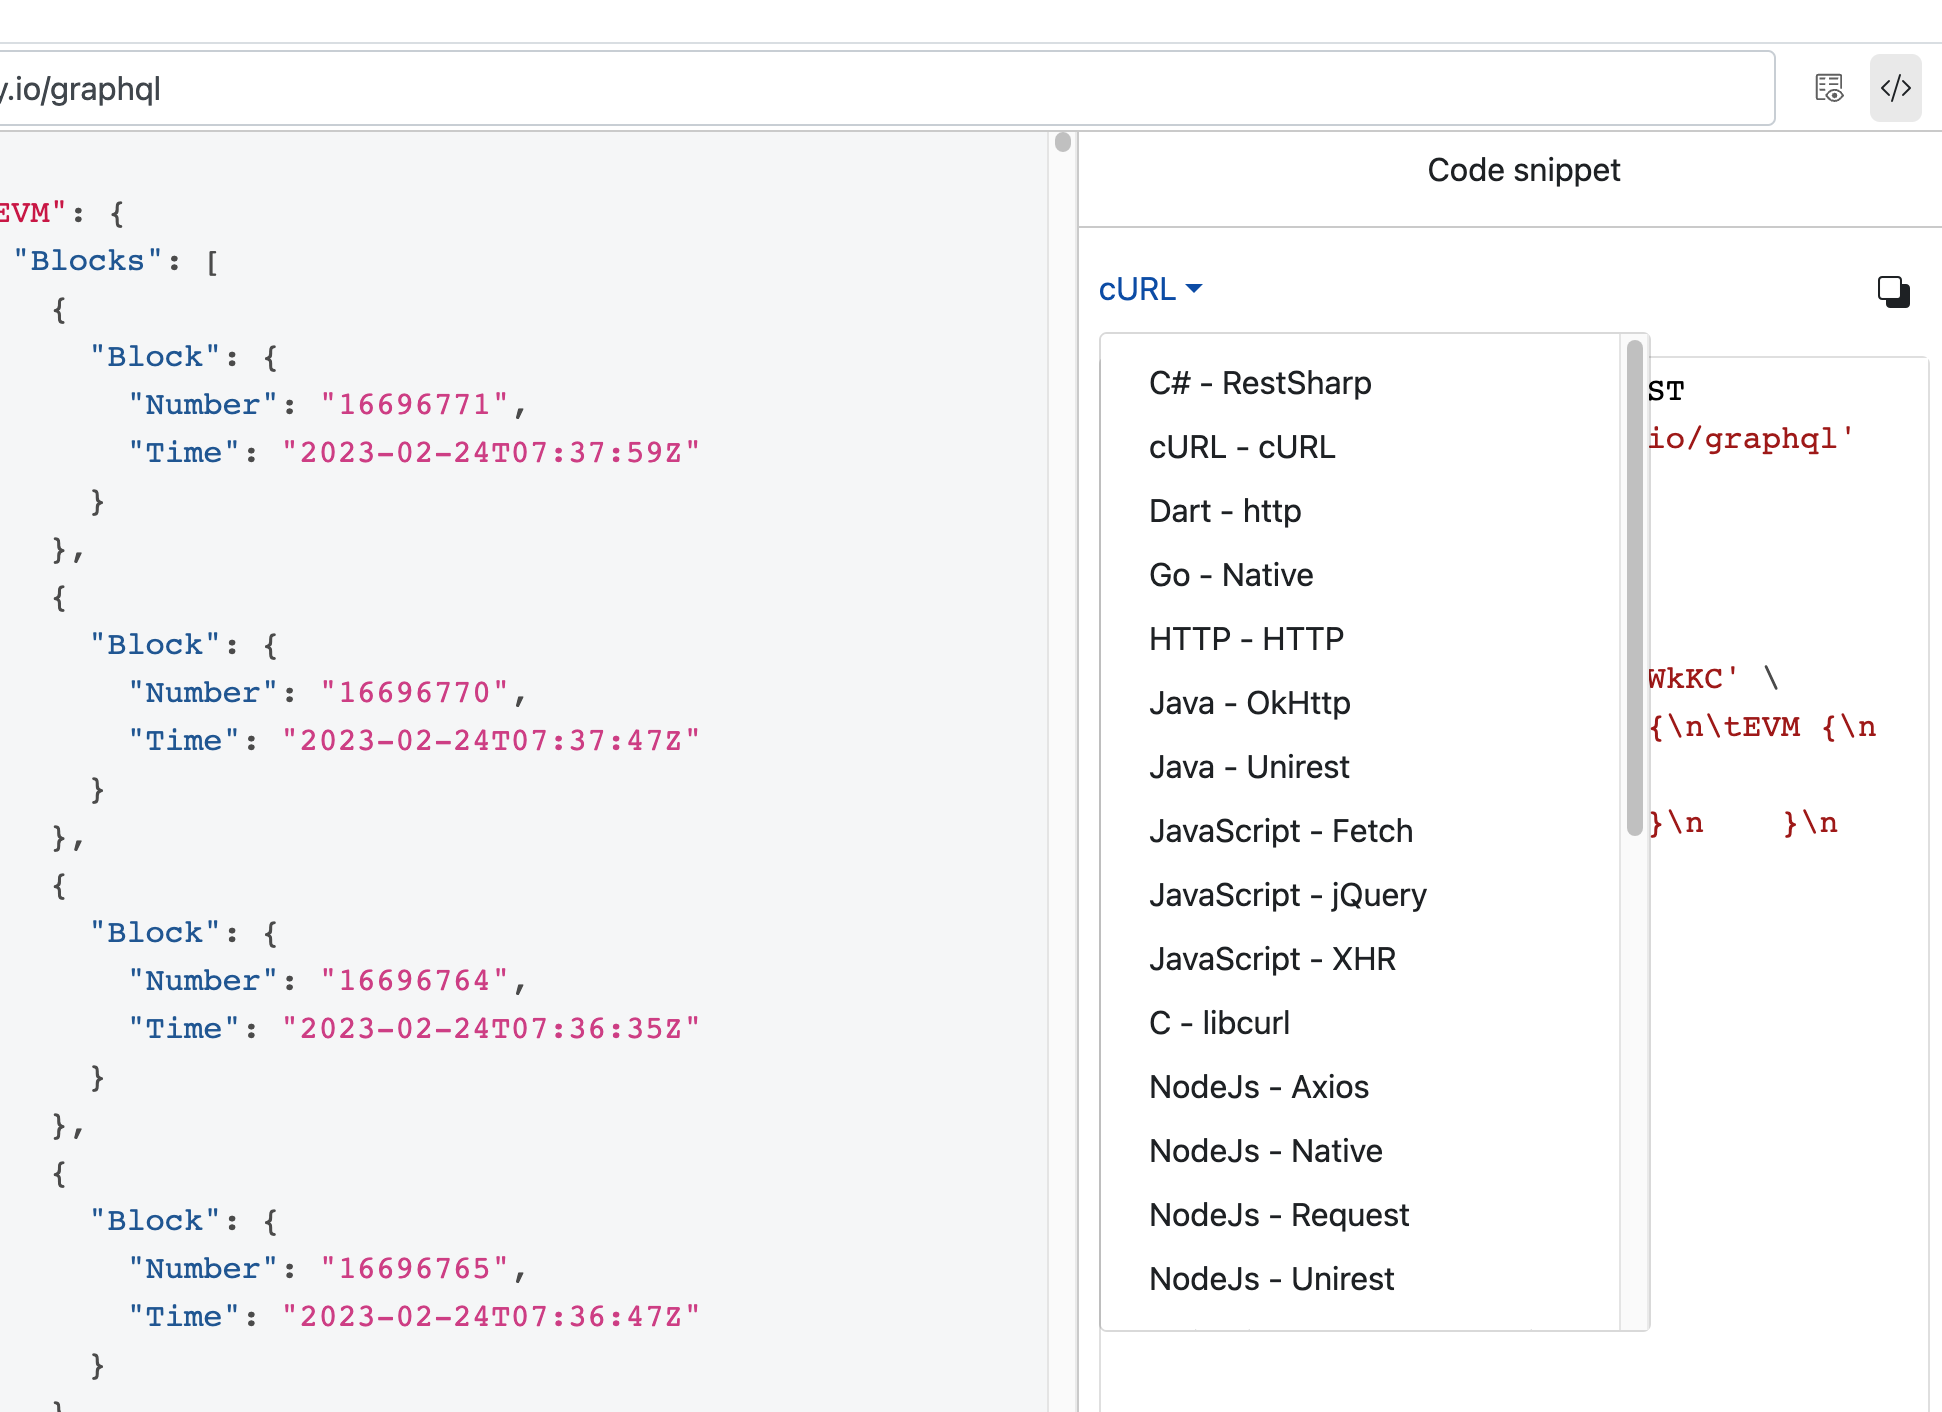 y.io/graphql
</>
EVM": {
"Blocks": [
{
"Block": {
"Number": "16696771",
"Time": "2023-02-24T07:37:59Z"
}
},
{
"Block": {
"Number": "16696770",
"Time": "2023-02-24T07:37:47Z"
}
},
{
"Block": {
"Number": "16696764",
"Time": "2023-02-24T07:36:35Z"
}
},
{
"Block": {
"Number": "16696765",
"Time": "2023-02-24T07:36:47Z"
}
Code snippet
cURL
C# - RestSharp
cURL - cURL
Dart - http
Go - Native
HTTP - HTTP
Java - OkHttp
Java - Unirest
JavaScript - Fetch
JavaScript - jQuery
JavaScript - XHR
C - libcurl
NodeJs - Axios
NodeJs - Native
NodeJs - Request
NodeJs - Unirest
ST
io/graphql'
WkKC' \
{\n\tEVM {\n
}\n    }\n